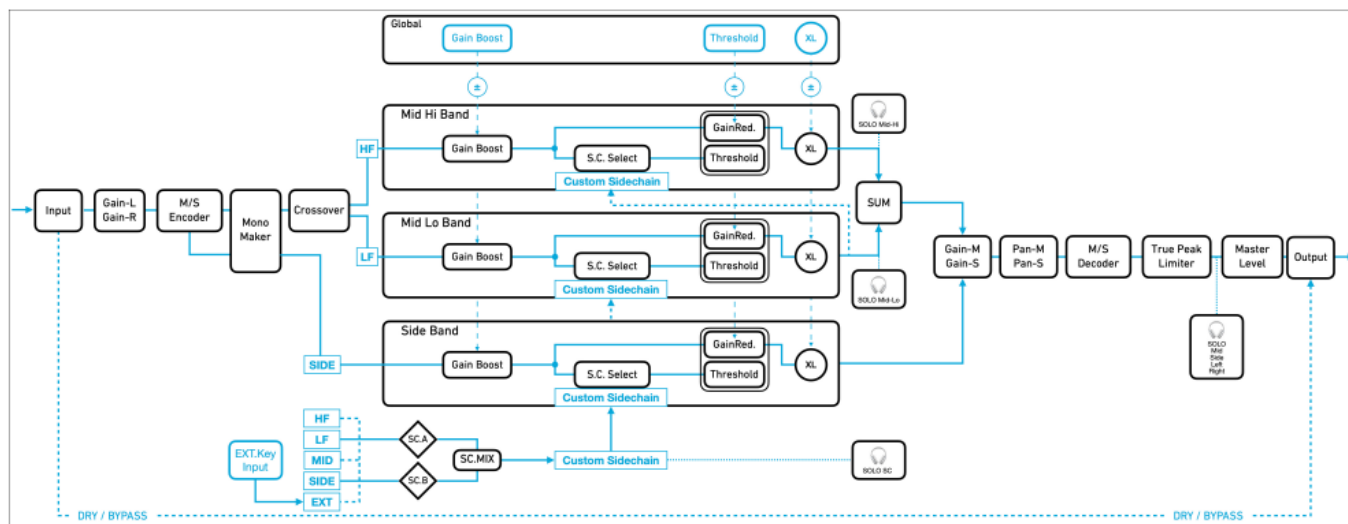 Global
Gain Boost
Threshold
XL
±
±
±
Mid Hi Band
GainRed.
SOLO Mid-Hi
HF
Gain Boost
XL
S.C. Select
Threshold
Custom Sidechain
Input
Gain-L
Gain-R
M/S
Encoder
Mono
Maker
Crossover
SUM
Mid Lo Band
GainRed.
LF
Gain Boost
XL
S.C. Select
Threshold
Custom Sidechain
SOLO Mid-Lo
Gain-M
Gain-S
Pan-M
Pan-S
M/S
Decoder
True Peak
Limiter
Master
Level
Output
Side Band
GainRed.
SIDE
Gain Boost
XL
S.C. Select
Threshold
Custom Sidechain
SOLO
Mid
Side
Left
Right
HF
LF
MID
SIDE
EXT
EXT.Key
Input
SC.A
SC.B
SC.MIX
Custom Sidechain
SOLO SC
DRY / BYPASS
DRY / BYPASS